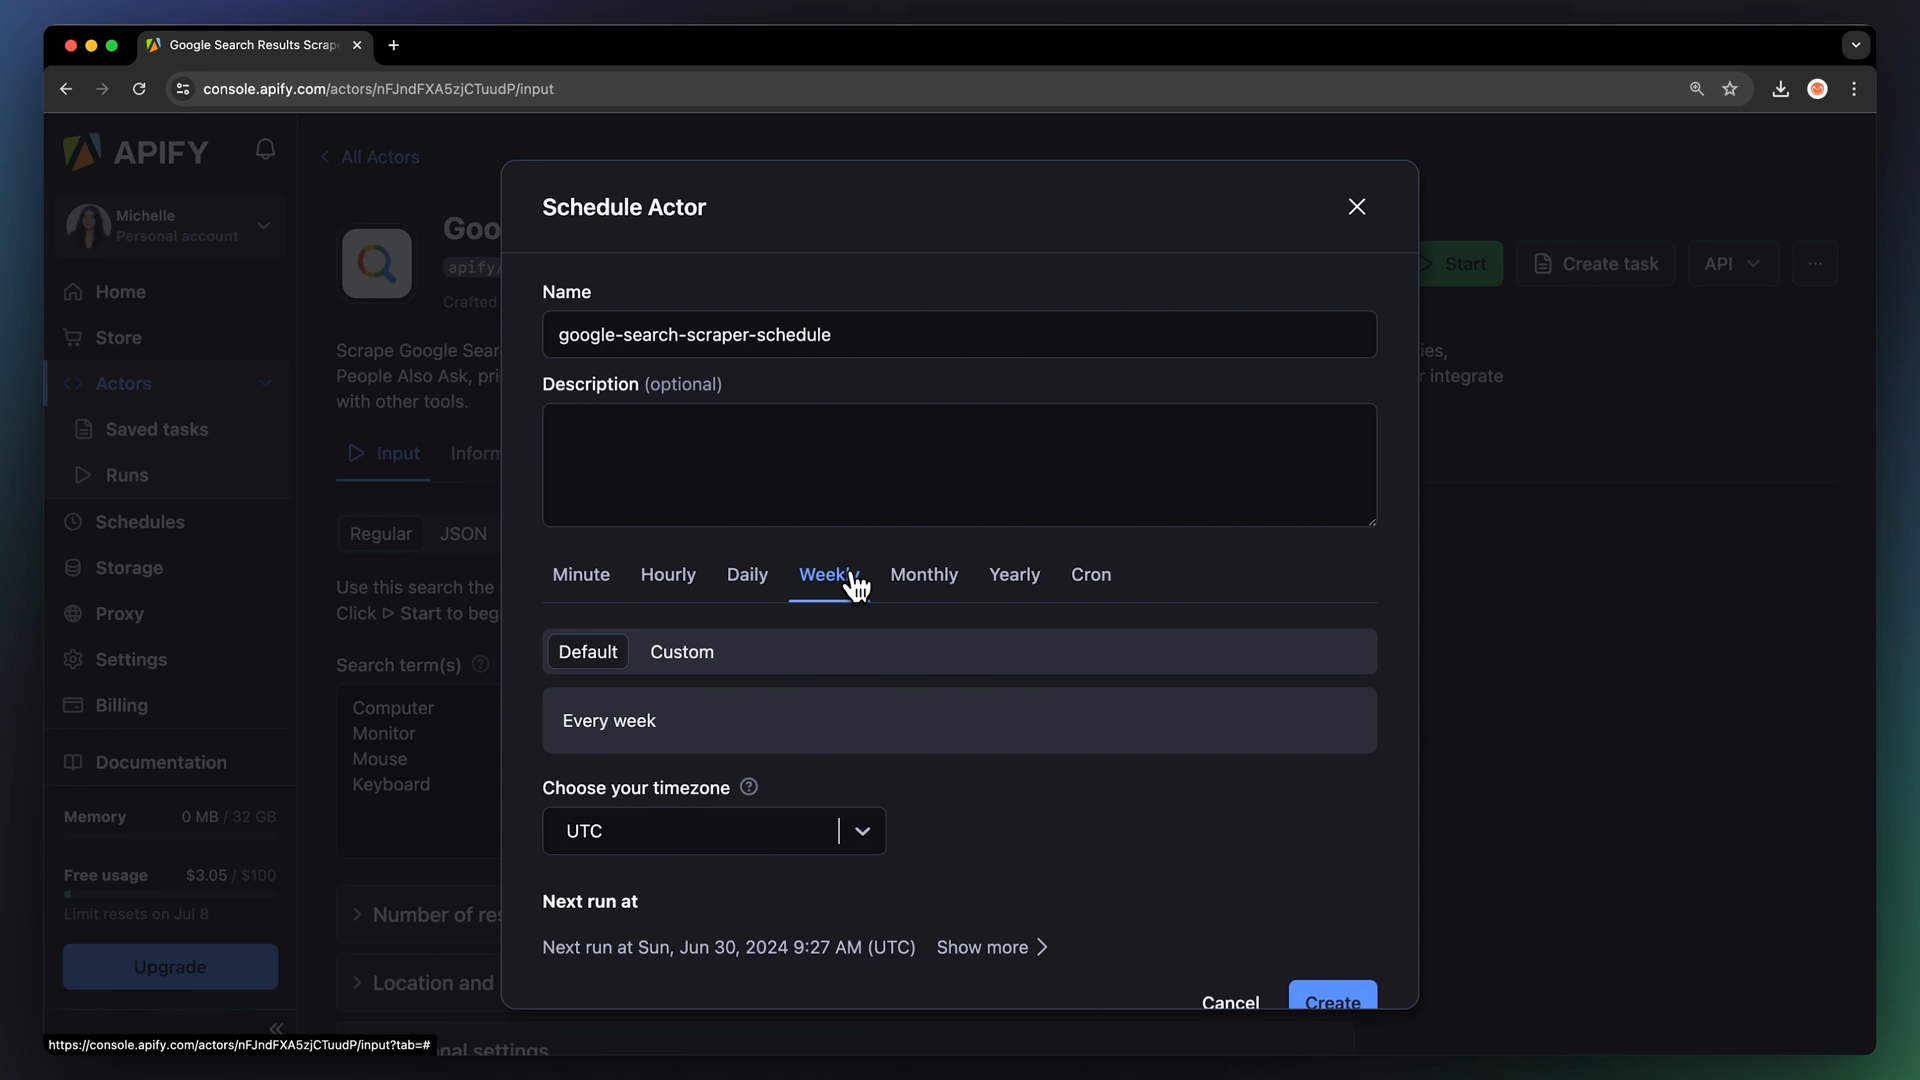 Google Search Results Scrap
console.apify.com/actors/nFJndFXA5zjCTuudP/input
APIFY
Michelle
Personal account
Home
Store
Actors
Saved tasks
Runs
Schedules
Storage
Proxy
Settings
Billing
Documentation
Memory 0 MB / 32 GB
Free usage $3.05 / $100
Limit resets on Jul 8
Upgrade
https://console.apify.com/actors/nFJndFXA5zjCTuudP/input?tab=#
All Actors
Goo
apify/
Crafted
Start
Create task
API
Scrape Google Sear
ies,
People Also Ask, pri
r integrate
with other tools.
Input Inform
Regular JSON
Use this search the
Click ▷ Start to beg
Search term(s)
Computer
Monitor
Mouse
Keyboard
Number of res
Location and
nal settings
Schedule Actor
Name
google-search-scraper-schedule
Description (optional)
Minute Hourly Daily Weekly Monthly Yearly Cron
Default Custom
Every week
Choose your timezone
UTC
Next run at
Next run at Sun, Jun 30, 2024 9:27 AM (UTC) Show more
Cancel Create